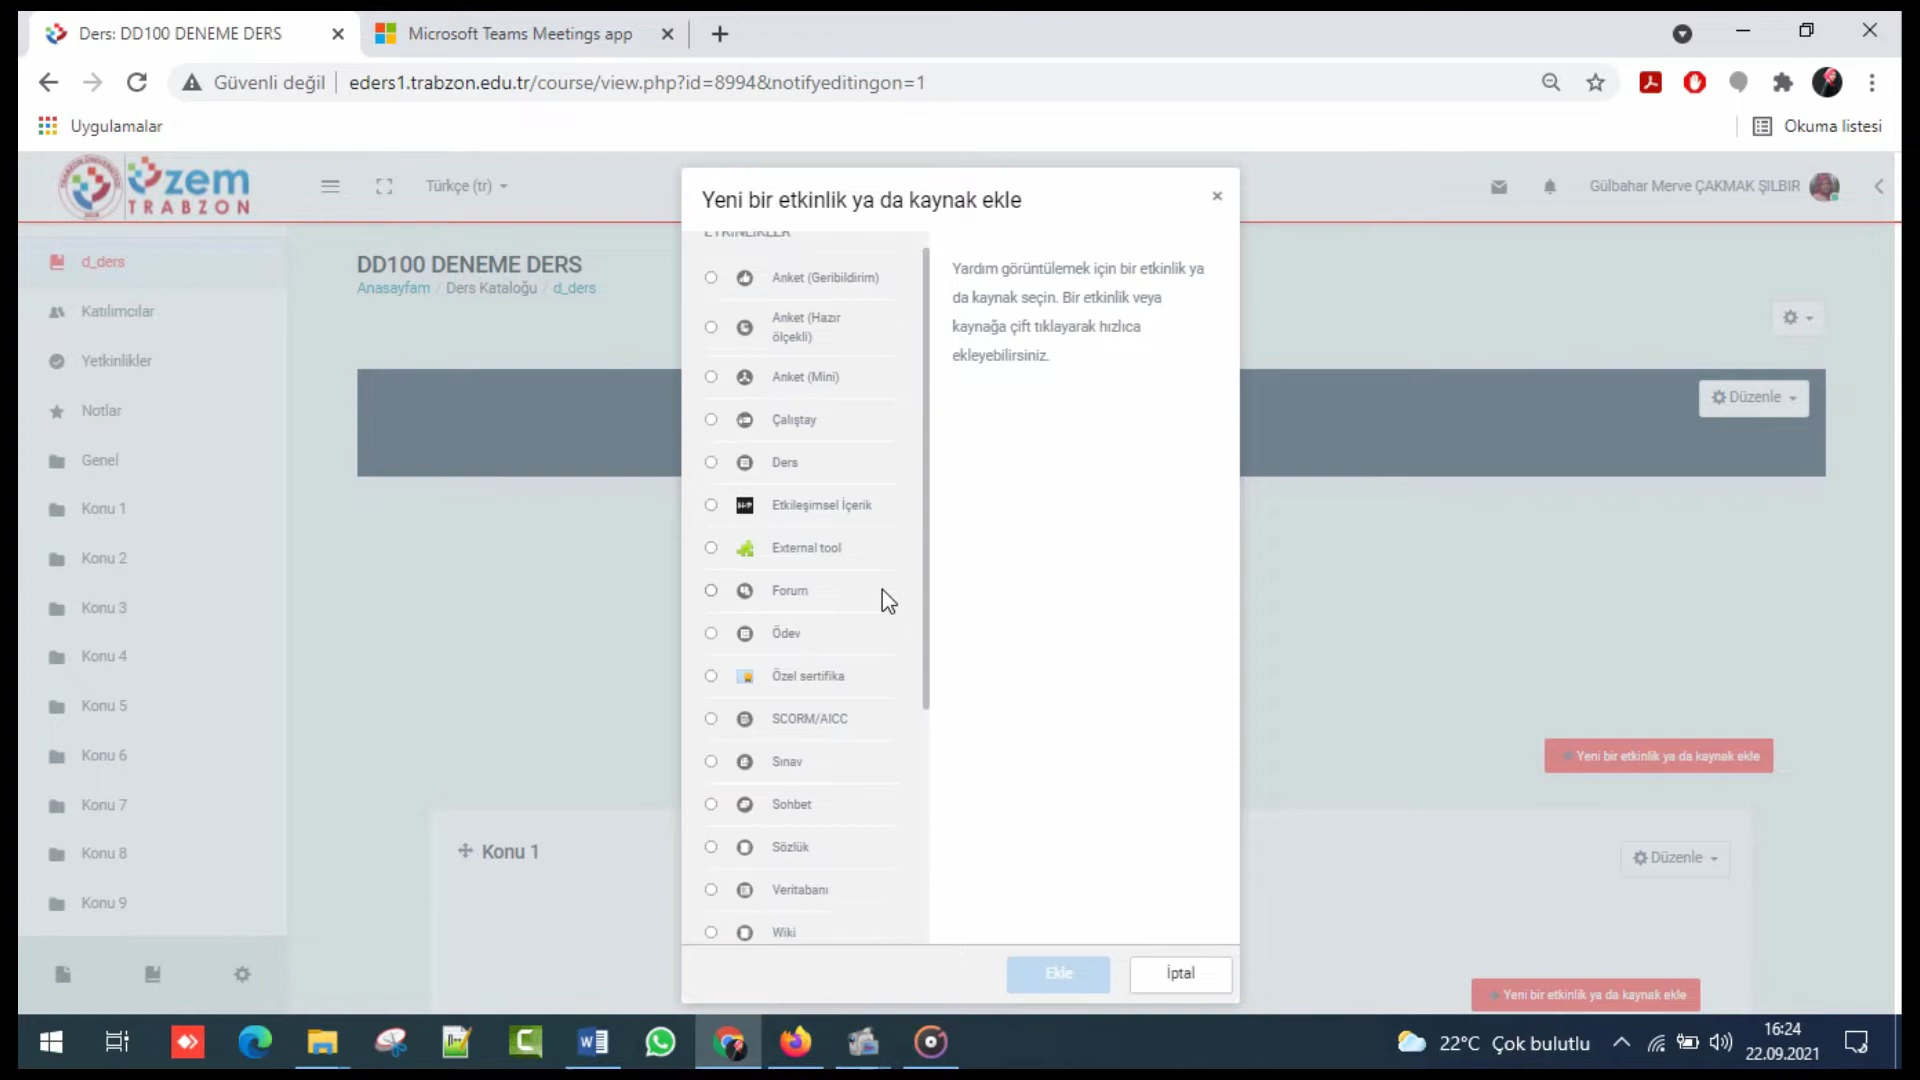 Ders: DD100 DENEME DERS
Microsoft Teams Meetings app
Güvenli değil
eders1.trabzon.edu.tr/course/view.php?id=8994&notifyeditingon=1
Uygulamalar
Okuma listesi
zem
TRABZON
Türkçe (tr)
Gülbahar Merve ÇAKMAK ŞILBIR
Yeni bir etkinlik ya da kaynak ekle
ETKİNLİKLER
d_ders
Katılımcılar
Yetkinlikler
Notlar
Genel
Konu 1
Konu 2
Konu 3
Konu 4
Konu 5
Konu 6
Konu 7
Konu 8
Konu 9
DD100 DENEME DERS
Anasayfam / Ders Kataloğu / d_ders
Anket (Geribildirim)
Anket (Hazır
ölçekli)
Anket (Mini)
Çalıştay
Ders
H-P
Etkileşimsel İçerik
External tool
Forum
Ödev
Özel sertifika
SCORM/AICC
Sınav
Sohbet
Sözlük
Veritabanı
Wiki
Yardım görüntülemek için bir etkinlik ya
da kaynak seçin. Bir etkinlik veya
kaynağa çift tıklayarak hızlıca
ekleyebilirsiniz.
Ekle
İptal
Düzenle
Yeni bir etkinlik ya da kaynak ekle
Konu 1
Düzenle
Yeni bir etkinlik ya da kaynak ekle
22°C Çok bulutlu
16:24
22.09.2021